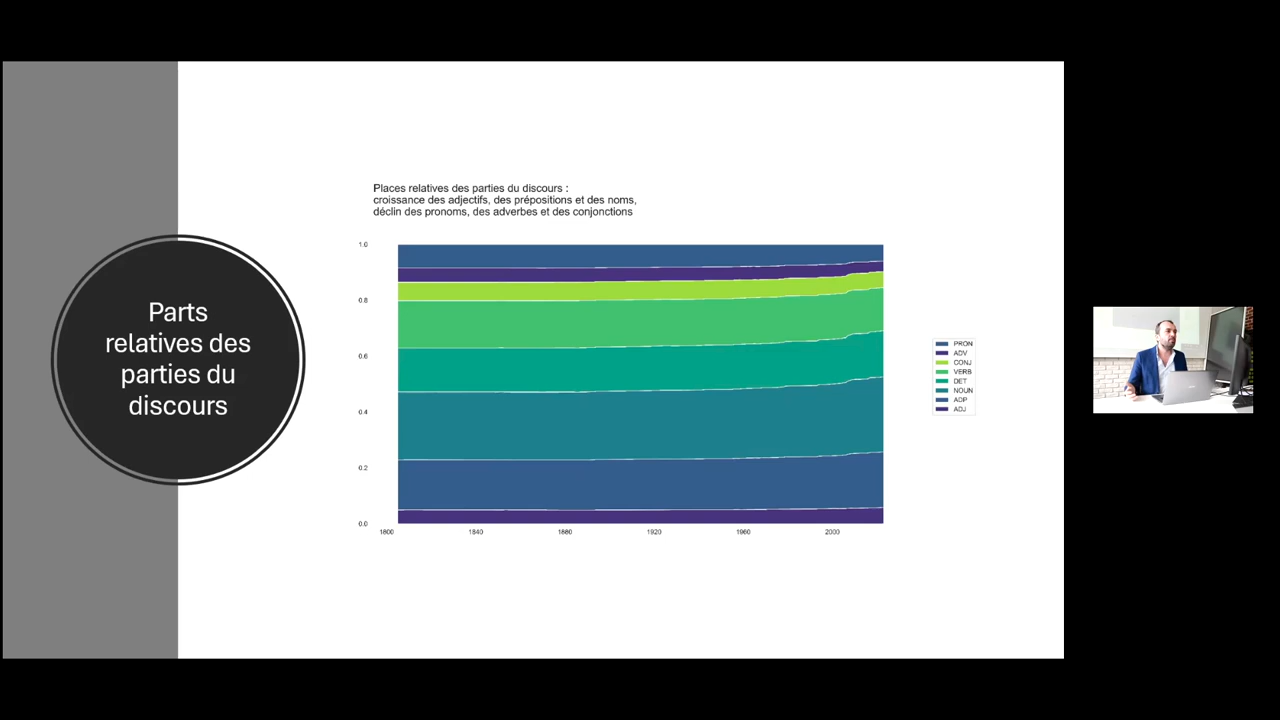 Parts
relatives des
parties du
discours
Places relatives des parties du discours :
croissance des adjectifs, des prépositions et des noms,
déclin des pronoms, des adverbes et des conjonctions
1.0
0.8
0.6
0.4
0.2
0.0
1800 1840 1880 1920 1960 2000
PRON
ADV
CONJ
VERB
DET
NOUN
ADP
ADJ